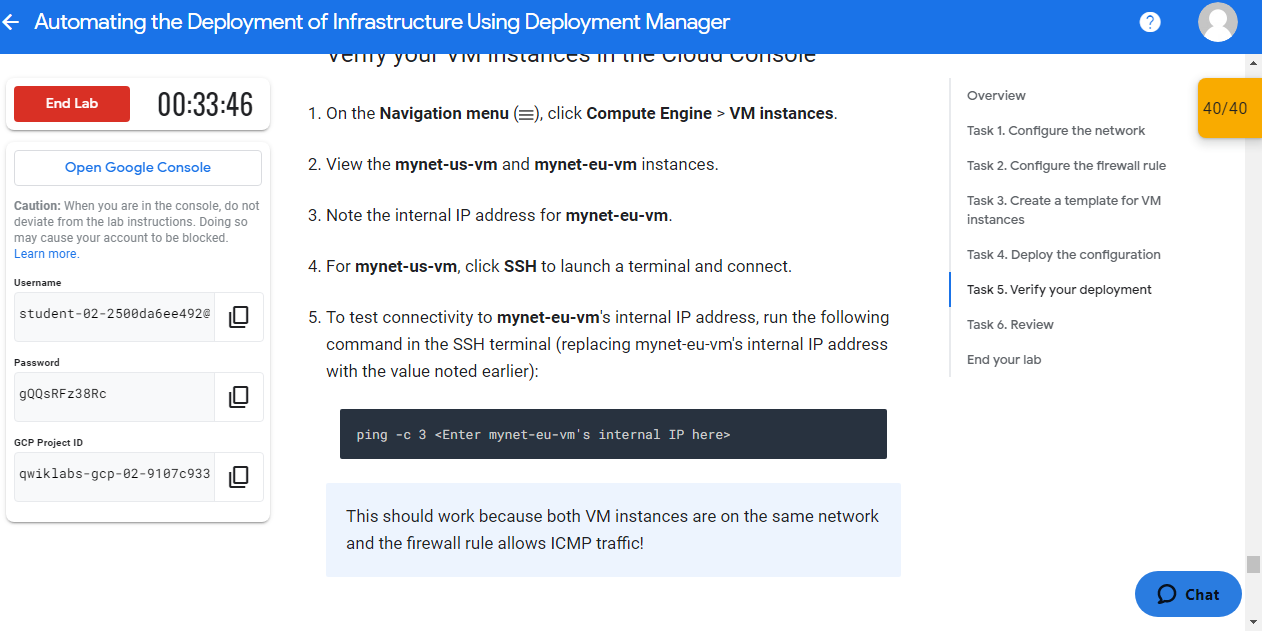 Automating the Deployment of Infrastructure Using Deployment Manager
?
End Lab
00:33:46
Open Google Console
Caution: When you are in the console, do not
deviate from the lab instructions. Doing so
may cause your account to be blocked.
Learn more.
Username
student-02-2500da6ee492@
Password
gQQsRFz38Rc
GCP Project ID
qwiklabs-gcp-02-9107c933
Verify your VM instances in the Cloud Console
1. On the Navigation menu (☰), click Compute Engine > VM instances.
2. View the mynet-us-vm and mynet-eu-vm instances.
3. Note the internal IP address for mynet-eu-vm.
4. For mynet-us-vm, click SSH to launch a terminal and connect.
5. To test connectivity to mynet-eu-vm's internal IP address, run the following
command in the SSH terminal (replacing mynet-eu-vm's internal IP address
with the value noted earlier):
ping -c 3 <Enter mynet-eu-vm's internal IP here>
This should work because both VM instances are on the same network
and the firewall rule allows ICMP traffic!
Overview
Task 1. Configure the network
Task 2. Configure the firewall rule
Task 3. Create a template for VM
instances
Task 4. Deploy the configuration
Task 5. Verify your deployment
Task 6. Review
End your lab
40/40
Chat